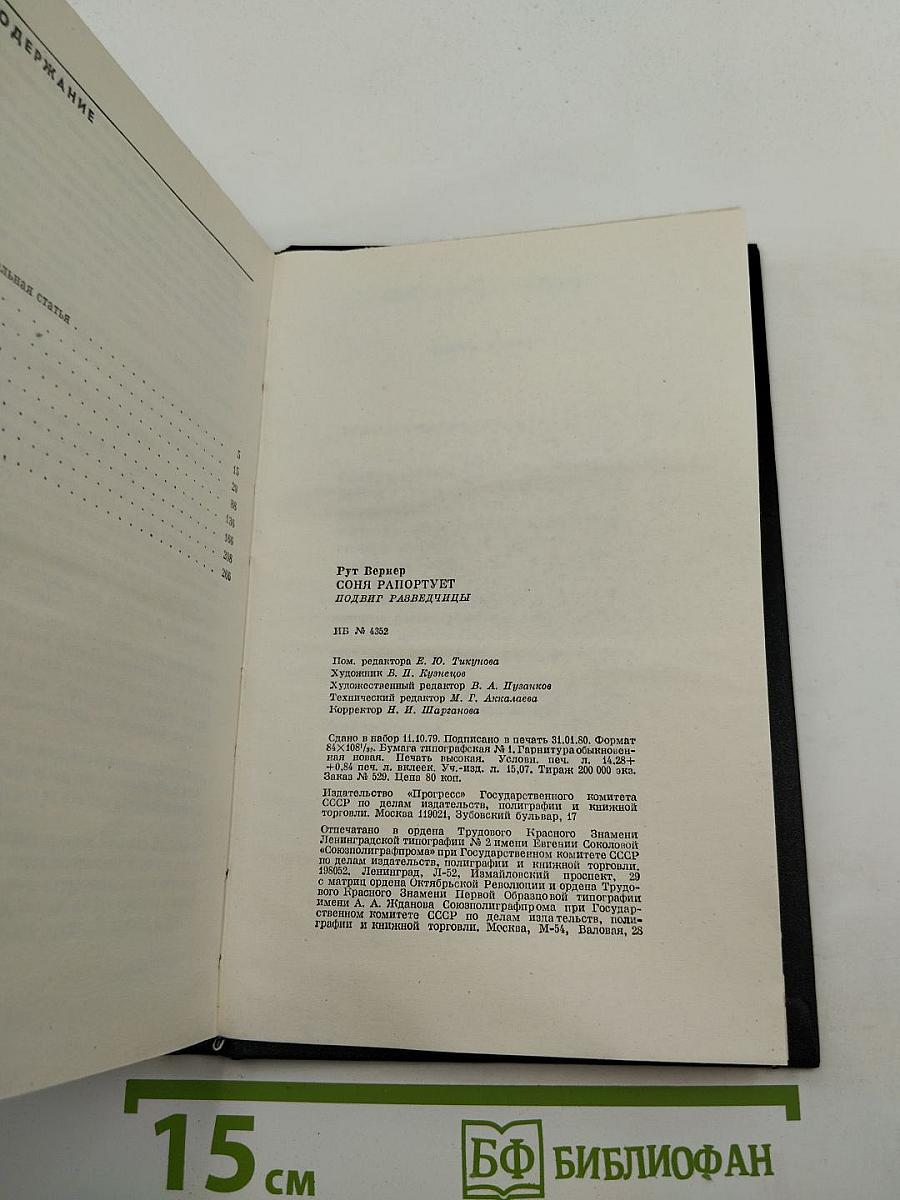 ОДЕРЖАНИЕ
льная статья
5
15
29
88
136
166
208
266
Рут Вернер
СОНЯ РАПОРТУЕТ
ПОДВИГ РАЗВЕДЧИЦЫ
ИБ № 4352
Пом. редактора Е. Ю. Тикунова
Художник Б. П. Кузнецов
Художественный редактор В. А. Пузанков
Технический редактор М. Г. Аккалаева
Корректор Н. И. Шарганова
Сдано в набор 11.10.79. Подписано в печать 31.01.80. Формат
84×108¹/₃₂. Бумага типографская № 1. Гарнитура обыкновен-
ная новая. Печать высокая. Условн. печ. л. 14.28+
+0.84 печ. л. вклеек. Уч.-изд. л. 15,07. Тираж 200 000 экз.
Заказ № 529. Цена 80 коп.
Издательство «Прогресс» Государственного комитета
СССР по делам издательств, полиграфии и книжной
торговли. Москва 119021, Зубовский бульвар, 17
Отпечатано в ордена Трудового Красного Знамени
Ленинградской типографии № 2 имени Евгении Соколовой
«Союзполиграфпрома» при Государственном комитете СССР
по делам издательств, полиграфии и книжной торговли.
198052, Ленинград, Л-52, Измайловский проспект, 29
с матриц ордена Октябрьской Революции и ордена Трудо-
вого Красного Знамени Первой Образцовой типографии
имени А. А. Жданова Союзполиграфпрома при Государ-
ственном комитете СССР по делам издательств, поли-
графии и книжной торговли. Москва, М-54, Валовая, 28
15 см
БФ БИБЛИОФАН